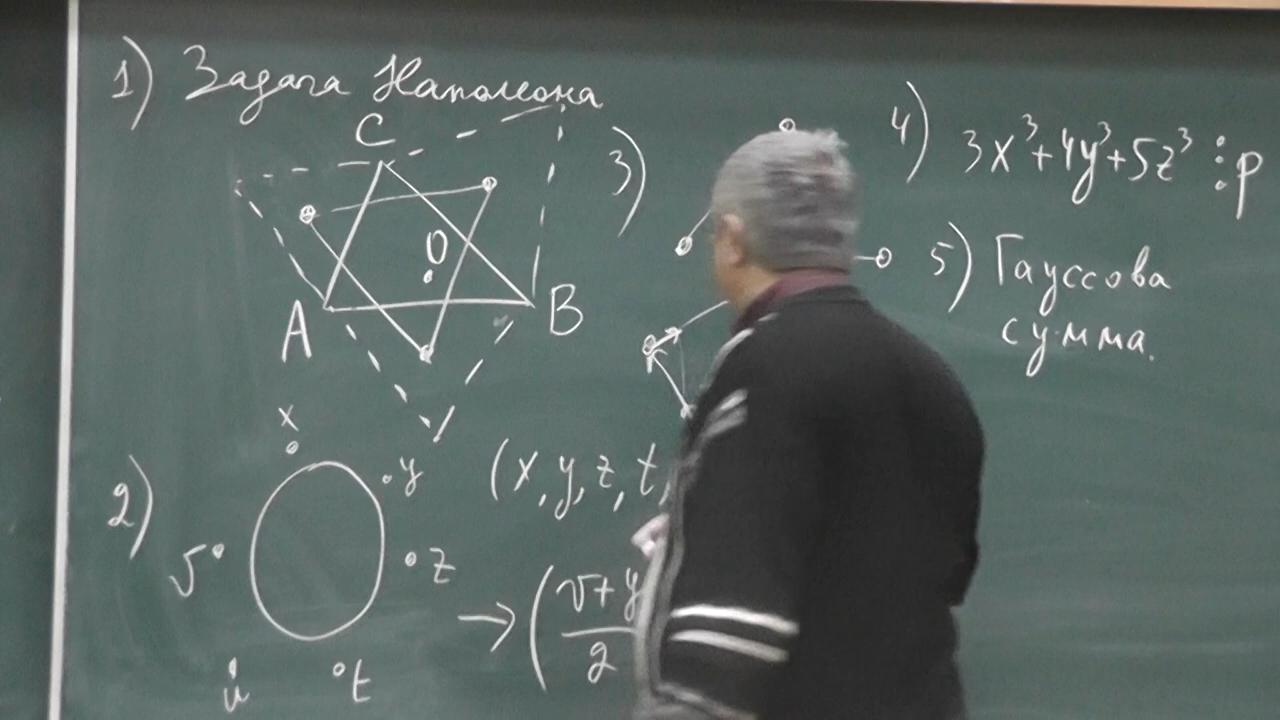 1) Задача Наполеона
C
O
A
B
2)
x
y
z
t
u
v
(x, y, z, t,
→ (v+y
2
3)
4) 3x³+4y³+5z³ ⋮ p
5) Гауссова
сумма.